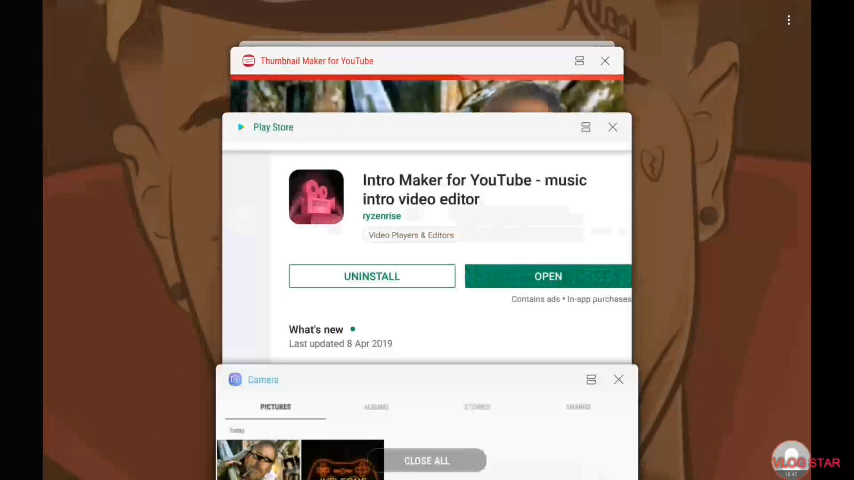 Thumbnail Maker for YouTube
Play Store
Intro Maker for YouTube - music
intro video editor
ryzenrise
Video Players & Editors
UNINSTALL
OPEN
Contains ads • In-app purchases
What's new
Last updated 8 Apr 2019
Camera
PICTURES
ALBUMS
STORIES
SHARED
Today
WELCOME
CLOSE ALL
VLOG STAR